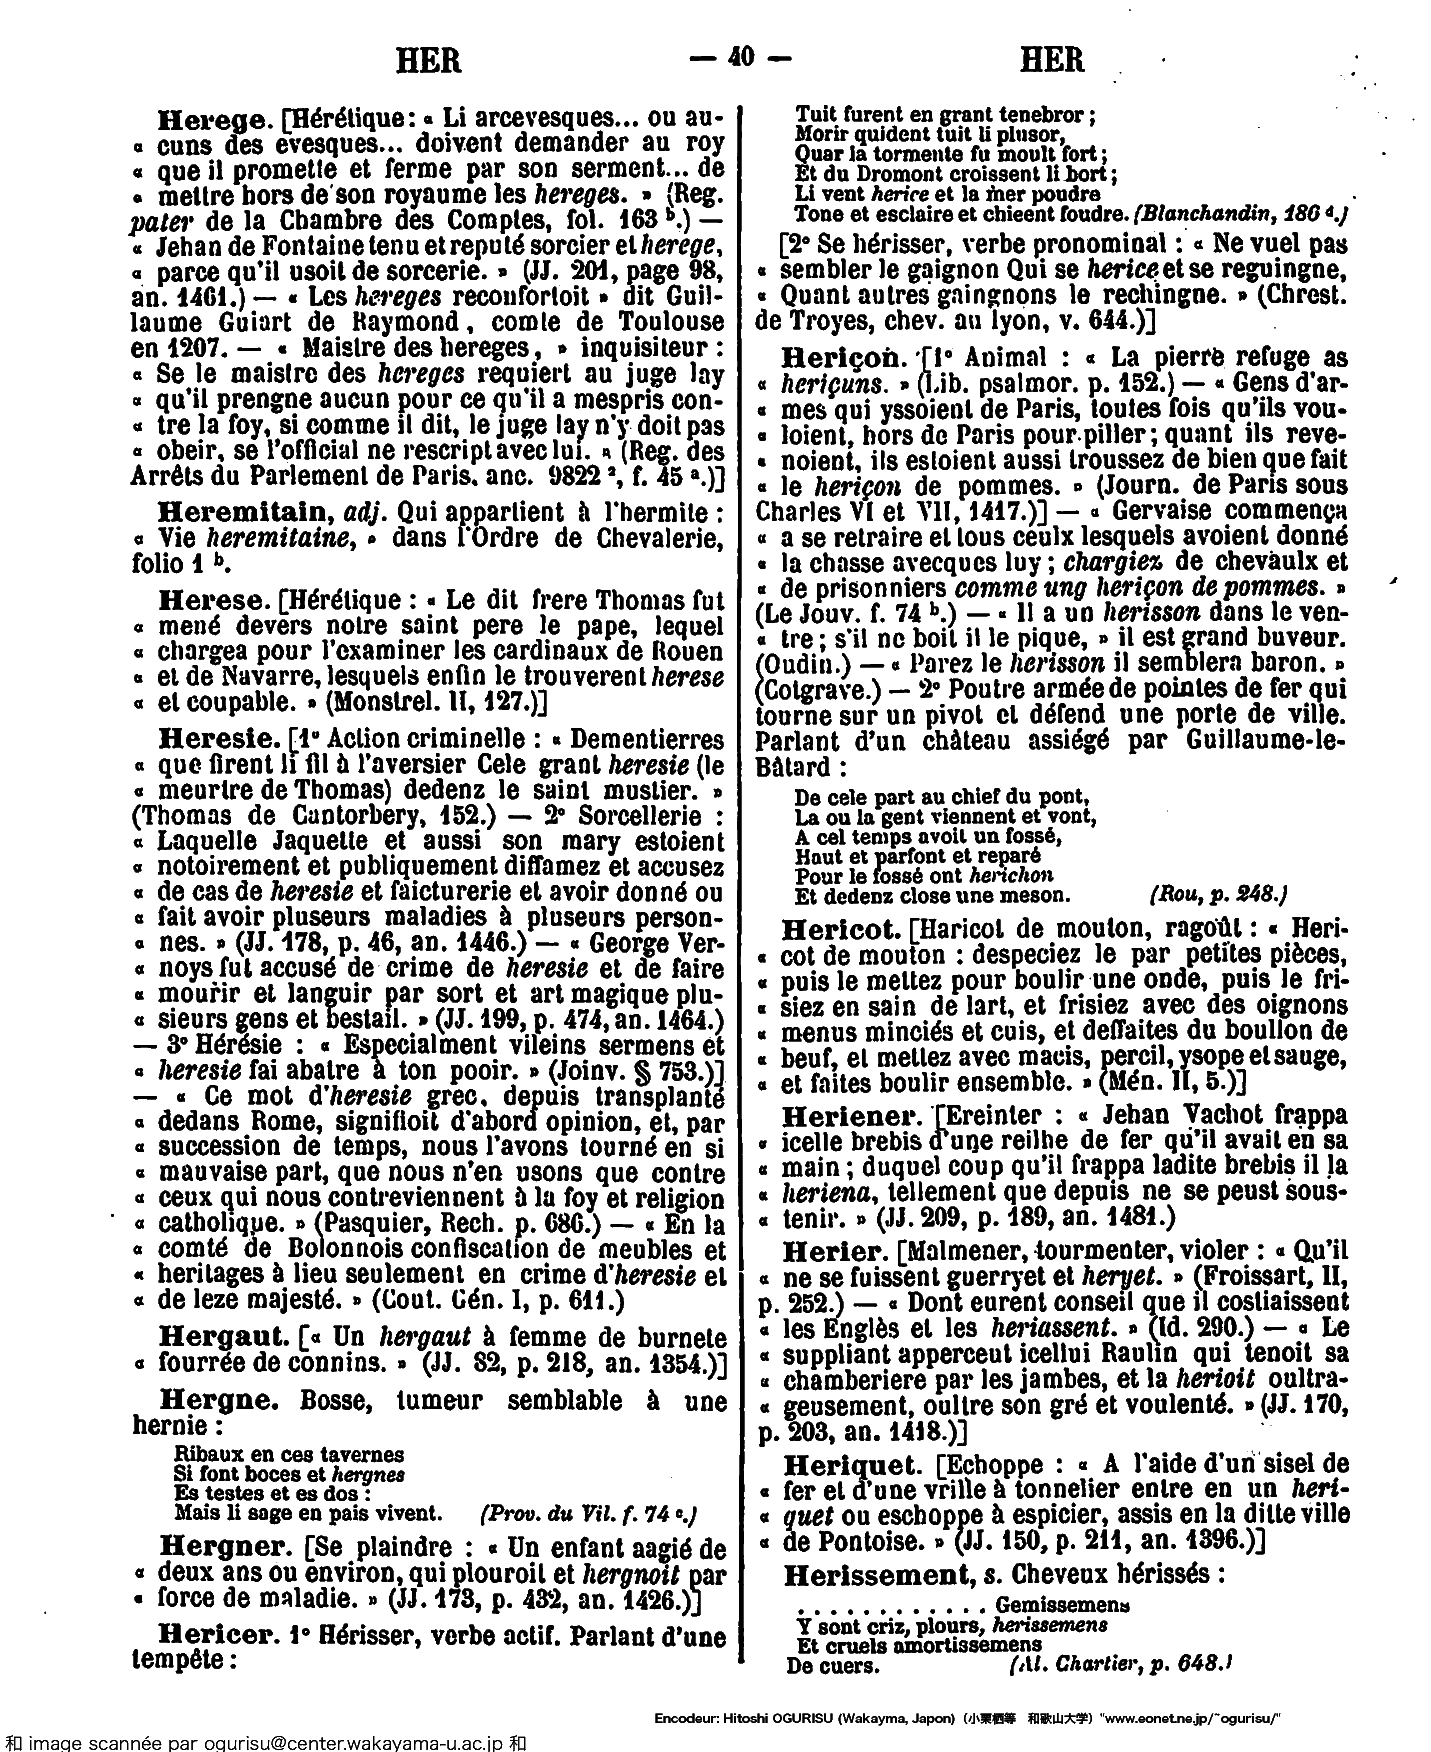 HER — 40 — HER
Herege. [Hérétique : « Li arcevesques... ou au-
« cuns des evesques... doivent demander au roy
« que il promette et ferme par son serment... de
« mettre hors de son royaume les hereges. » (Reg.
pater de la Chambre des Comptes, fol. 163 b.) —
« Jehan de Fontaine tenu et reputé sorcier et herege,
« parce qu'il usoit de sorcerie. » (JJ. 201, page 98,
an. 1461.) — « Les hereges reconfortoit » dit Guil-
laume Guiart de Raymond, comte de Toulouse
en 1207. — « Maistre des hereges, » inquisiteur :
« Se le maistre des hereges requiert au juge lay
« qu'il prengne aucun pour ce qu'il a mespris con-
« tre la foy, si comme il dit, le juge lay n'y doit pas
« obeir, se l'official ne rescript avec lui. » (Reg. des
Arrêts du Parlement de Paris, anc. 9822 a, f. 45 a.)]
Heremitain, adj. Qui appartient à l'hermite :
« Vie heremitaine, » dans l'Ordre de Chevalerie,
folio 1 b.
Herese. [Hérétique : « Le dit frere Thomas fut
« mené devers notre saint pere le pape, lequel
« chargea pour l'examiner les cardinaux de Rouen
« et de Navarre, lesquels enfin le trouverent herese
« et coupable. » (Monstrel. II, 127.)]
Heresie. [1° Action criminelle : « Dementierres
« que firent li fil à l'aversier Cele grant heresie (le
« meurtre de Thomas) dedenz le saint mustier. »
(Thomas de Cantorbery, 152.) — 2° Sorcellerie :
« Laquelle Jaquette et aussi son mary estoient
« notoirement et publiquement diffamez et accusez
« de cas de heresie et faicturerie et avoir donné ou
« fait avoir pluseurs maladies à pluseurs person-
« nes. » (JJ. 178, p. 46, an. 1446.) — « George Ver-
« noys fut accusé de crime de heresie et de faire
« mourir et languir par sort et art magique plu-
« sieurs gens et bestail. » (JJ. 199, p. 474, an. 1464.)
— 3° Hérésie : « Especialment vileins sermens et
« heresie fai abatre à ton pooir. » (Joinv. § 753.)]
— « Ce mot d'heresie grec, depuis transplanté
« dedans Rome, signifioit d'abord opinion, et, par
« succession de temps, nous l'avons tourné en si
« mauvaise part, que nous n'en usons que contre
« ceux qui nous contreviennent à la foy et religion
« catholique. » (Pasquier, Rech. p. 686.) — « En la
« comté de Bolonnois confiscation de meubles et
« heritages à lieu seulement en crime d'heresie et
« de leze majesté. » (Cout. Gén. I, p. 611.)
Hergaut. [« Un hergaut à femme de burnete
« fourrée de connins. » (JJ. 82, p. 218, an. 1354.)]
Hergne. Bosse, tumeur semblable à une
hernie :
Ribaux en ces tavernes
Si font boces et hergnes
Es testes et es dos :
Mais li sage en pais vivent. (Prov. du Vil. f. 74 c.)
Hergner. [Se plaindre : « Un enfant aagié de
« deux ans ou environ, qui plouroit et hergnoit par
« force de maladie. » (JJ. 173, p. 432, an. 1426.)]
Hericer. 1° Hérisser, verbe actif. Parlant d'une
tempête :
Tuit furent en grant tenebror ;
Morir quident tuit li plusor,
Quar la tormente fu moult fort ;
Et du Dromont croissent li bort ;
Li vent herice et la mer poudre
Tone et esclaire et chieent foudre. (Blanchandin, 186 d.)
[2° Se hérisser, verbe pronominal : « Ne vuel pas
« sembler le gaignon Qui se herice et se reguingne,
« Quant autres gaingnons le rechingne. » (Chrest.
de Troyes, chev. au lyon, v. 644.)]
Heriçon. [1° Animal : « La pierre refuge as
« heriçuns. » (Lib. psalmor. p. 152.) — « Gens d'ar-
« mes qui yssoient de Paris, toutes fois qu'ils vou-
« loient, hors de Paris pour piller ; quant ils reve-
« noient, ils estoient aussi troussez de bien que fait
« le heriçon de pommes. » (Journ. de Paris sous
Charles VI et VII, 1417.)] — « Gervaise commença
« a se retraire et tous ceulx lesquels avoient donné
« la chasse avecques luy ; chargiez de chevaulx et
« de prisonniers comme ung heriçon de pommes. »
(Le Jouv. f. 74 b.) — « Il a un herisson dans le ven-
« tre ; s'il ne boit il le pique, » il est grand buveur.
(Oudin.) — « Parez le herisson il semblera baron. »
(Cotgrave.) — 2° Poutre armée de pointes de fer qui
tourne sur un pivot et défend une porte de ville.
Parlant d'un château assiégé par Guillaume-le-
Bâtard :
De cele part au chief du pont,
La ou la gent viennent et vont,
A cel temps avoit un fossé,
Haut et parfont et reparé
Pour le fossé ont herichon
Et dedenz close une meson. (Rou, p. 248.)
Hericot. [Haricot de mouton, ragoût : « Heri-
« cot de mouton : despeciez le par petites pièces,
« puis le mettez pour boulir une onde, puis le fri-
« siez en sain de lart, et frisiez avec des oignons
« menus minciés et cuis, et deffaites du boullon de
« beuf, et mettez avec macis, percil, ysope et sauge,
« et faites boulir ensemble. » (Mén. II, 5.)]
Heriener. [Ereinter : « Jehan Vachot frappa
« icelle brebis d'une reilhe de fer qu'il avait en sa
« main ; duquel coup qu'il frappa ladite brebis il la
« heriena, tellement que depuis ne se peust sous-
« tenir. » (JJ. 209, p. 189, an. 1481.)
Herier. [Malmener, tourmenter, violer : « Qu'il
« ne se fuissent guerryet et heryet. » (Froissart, II,
p. 252.) — « Dont eurent conseil que il costiaissent
« les Englès et les heriassent. » (Id. 290.) — « Le
« suppliant apperceut icellui Raulin qui tenoit sa
« chamberiere par les jambes, et la herioit oultra-
« geusement, oultre son gré et voulenté. » (JJ. 170,
p. 203, an. 1418.)]
Heriquet. [Echoppe : « A l'aide d'un sisel de
« fer et d'une vrille à tonnelier entre en un heri-
« quet ou eschoppe à espicier, assis en la ditte ville
« de Pontoise. » (JJ. 150, p. 211, an. 1396.)]
Herissement, s. Cheveux hérissés :
. . . . . . . . . . . . Gemissemens
Y sont criz, plours, herissemens
Et cruels amortissemens
De cuers. (Al. Chartier, p. 648.)
Encodeur: Hitoshi OGURISU (Wakayma, Japon) (小栗栖等 和歌山大学) "www.eonet.ne.jp/~ogurisu/"
和 image scannée par ogurisu@center.wakayama-u.ac.jp 和